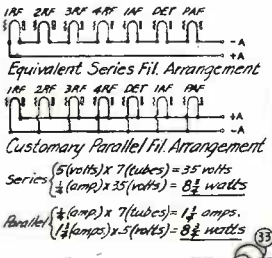 1RF 2RF 3RF 4RF 1AF DET PAF
-A
+A
Equivalent Series Fil. Arrangement
1RF 2RF 3RF 4RF DET 1AF PAF
+A
-A
Customary Parallel Fil. Arrangement
Series { 5(volts) x 7(tubes) = 35 volts
¼(amp) x 35(volts) = 8¾ watts
Parallel { ¼(amp.) x 7(tubes) = 1¾ amps.
1¾(amps) x .5(volts) = 8¾ watts
33